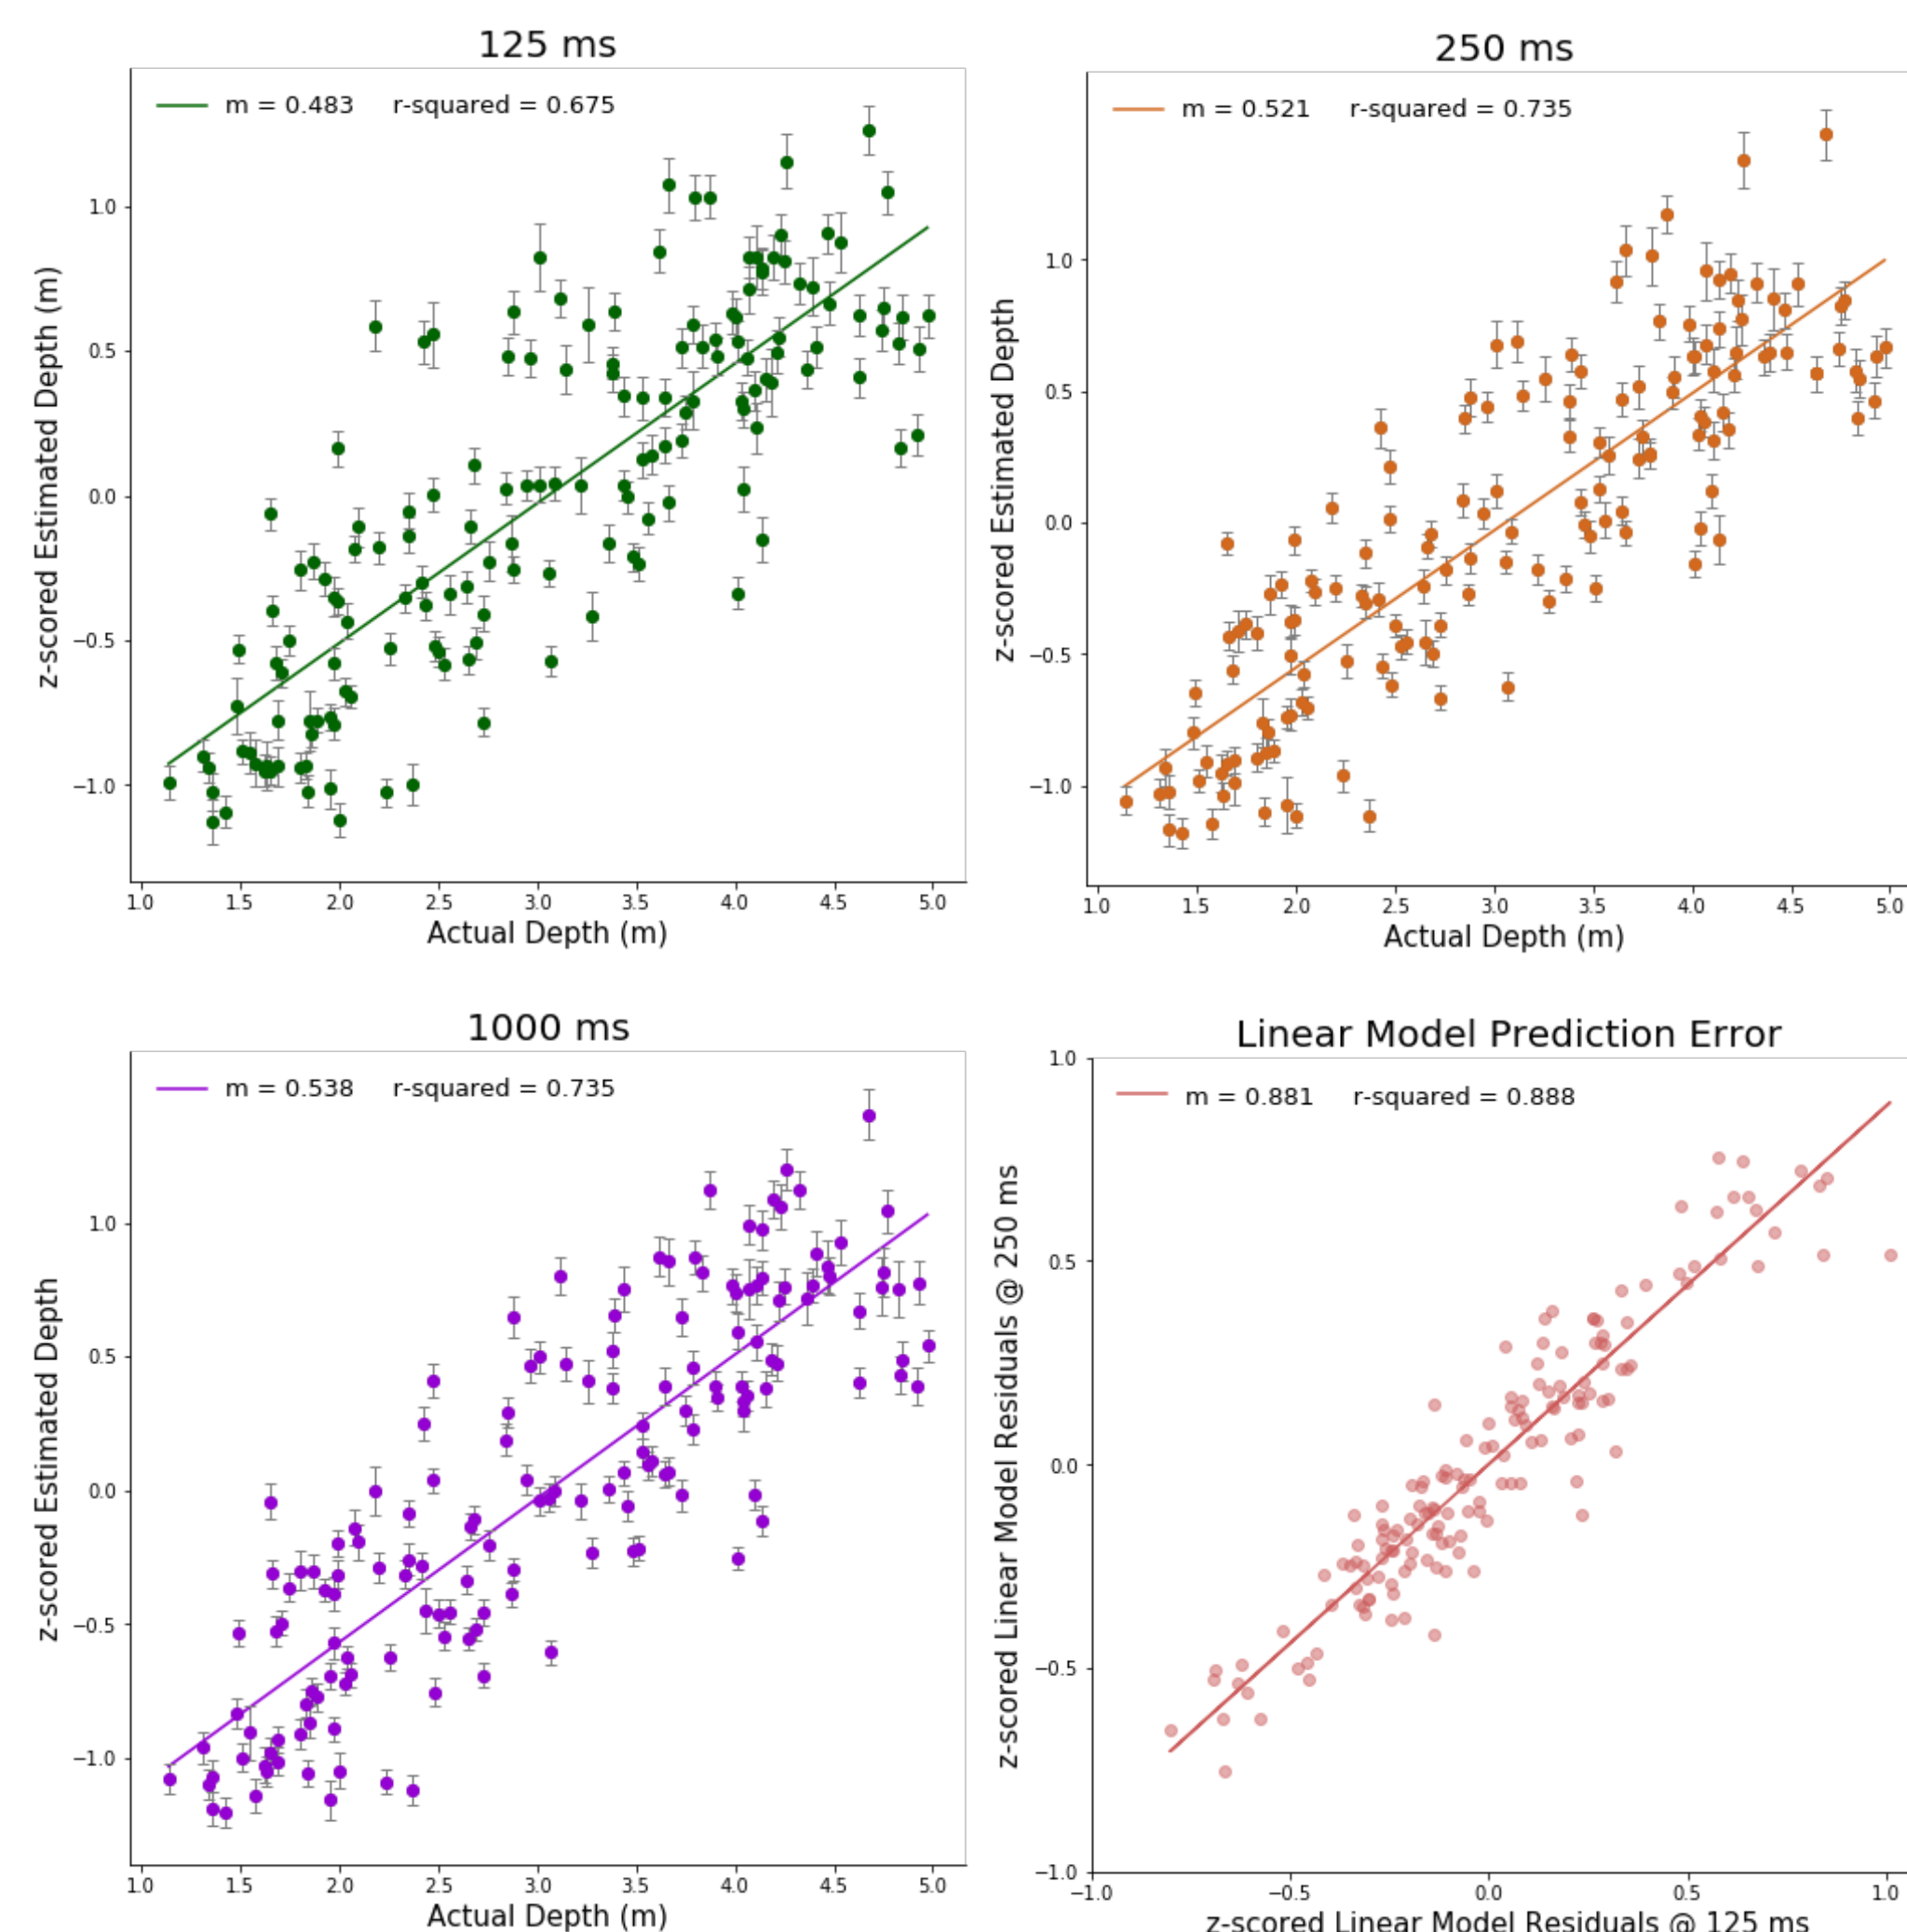 125 ms
m = 0.483 r-squared = 0.675
z-scored Estimated Depth (m)
1.0
0.5
0.0
−0.5
−1.0
1.0 1.5 2.0 2.5 3.0 3.5 4.0 4.5 5.0
Actual Depth (m)
250 ms
m = 0.521 r-squared = 0.735
z-scored Estimated Depth
1.0
0.5
0.0
−0.5
−1.0
1.0 1.5 2.0 2.5 3.0 3.5 4.0 4.5 5.0
Actual Depth (m)
1000 ms
m = 0.538 r-squared = 0.735
z-scored Estimated Depth
1.0
0.5
0.0
−0.5
−1.0
1.0 1.5 2.0 2.5 3.0 3.5 4.0 4.5 5.0
Actual Depth (m)
Linear Model Prediction Error
m = 0.881 r-squared = 0.888
z-scored Linear Model Residuals @ 250 ms
1.0
0.5
0.0
−0.5
−1.0
−1.0 −0.5 0.0 0.5 1.0
z-scored Linear Model Residuals @ 125 ms